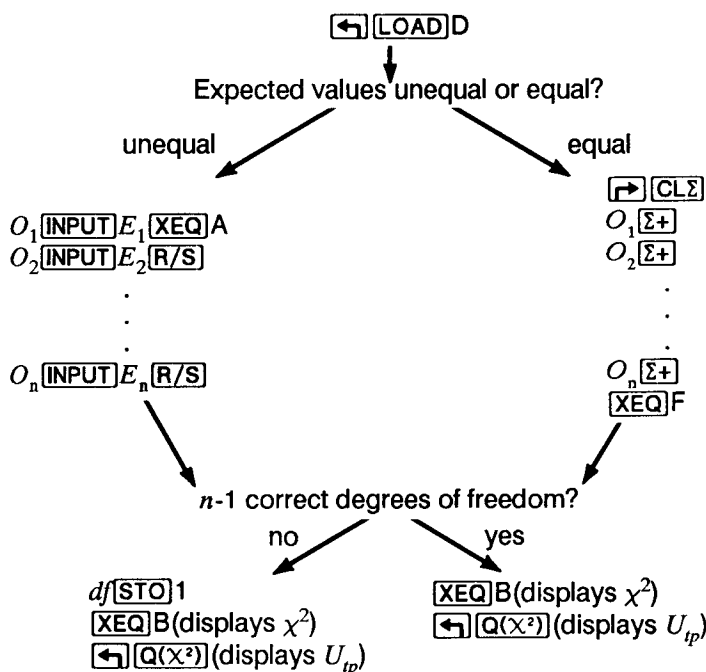 ↰ LOAD D
Expected values unequal or equal?
unequal
equal
O₁ INPUT E₁ XEQ A
O₂ INPUT E₂ R/S
.
.
.
Oₙ INPUT Eₙ R/S
↱ CLΣ
O₁ Σ+
O₂ Σ+
.
.
.
Oₙ Σ+
XEQ F
n-1 correct degrees of freedom?
no
yes
df STO 1
XEQ B(displays χ²)
↰ Q(χ²) (displays Uₜₚ)
XEQ B(displays χ²)
↰ Q(χ²) (displays Uₜₚ)